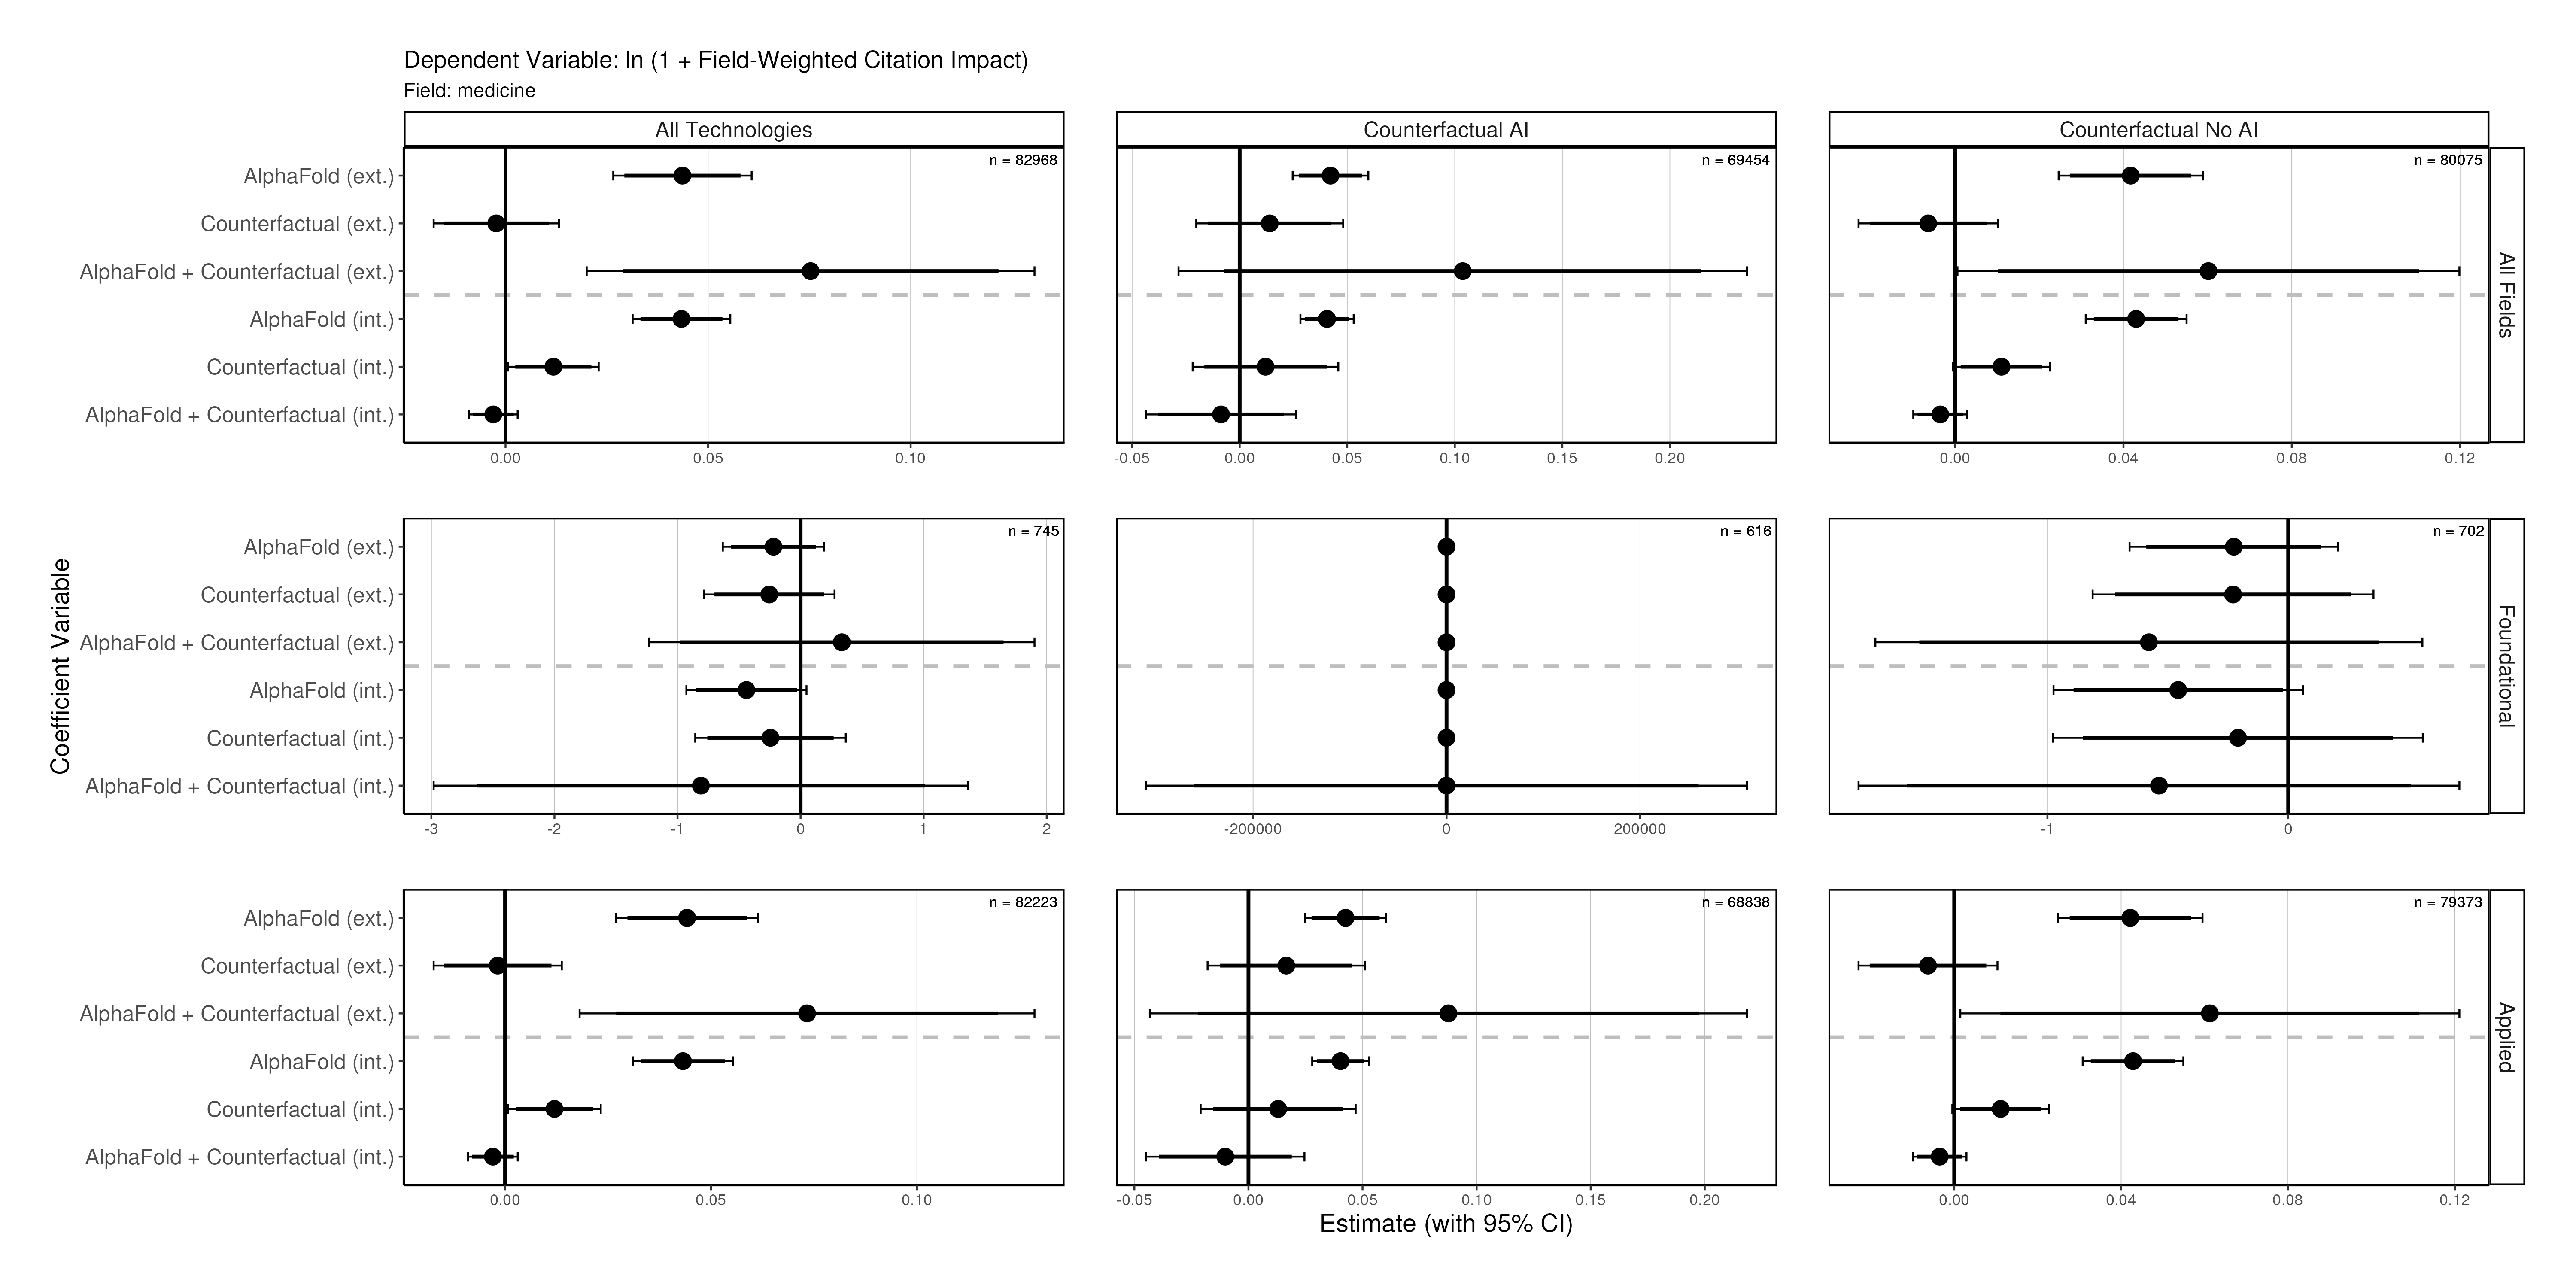 Dependent Variable: ln (1 + Field-Weighted Citation Impact)
Field: medicine
All Technologies
Counterfactual AI
Counterfactual No AI
Coefficient Variable
AlphaFold (ext.)
Counterfactual (ext.)
AlphaFold + Counterfactual (ext.)
AlphaFold (int.)
Counterfactual (int.)
AlphaFold + Counterfactual (int.)
n = 82968
0.00 0.05 0.10
n = 69454
-0.05 0.00 0.05 0.10 0.15 0.20
n = 80075
0.00 0.04 0.08 0.12
All Fields
AlphaFold (ext.)
Counterfactual (ext.)
AlphaFold + Counterfactual (ext.)
AlphaFold (int.)
Counterfactual (int.)
AlphaFold + Counterfactual (int.)
n = 745
-3 -2 -1 0 1 2
n = 616
-200000 0 200000
n = 702
-1 0
Foundational
AlphaFold (ext.)
Counterfactual (ext.)
AlphaFold + Counterfactual (ext.)
AlphaFold (int.)
Counterfactual (int.)
AlphaFold + Counterfactual (int.)
n = 82223
0.00 0.05 0.10
n = 68838
-0.05 0.00 0.05 0.10 0.15 0.20
n = 79373
0.00 0.04 0.08 0.12
Applied
Estimate (with 95% CI)